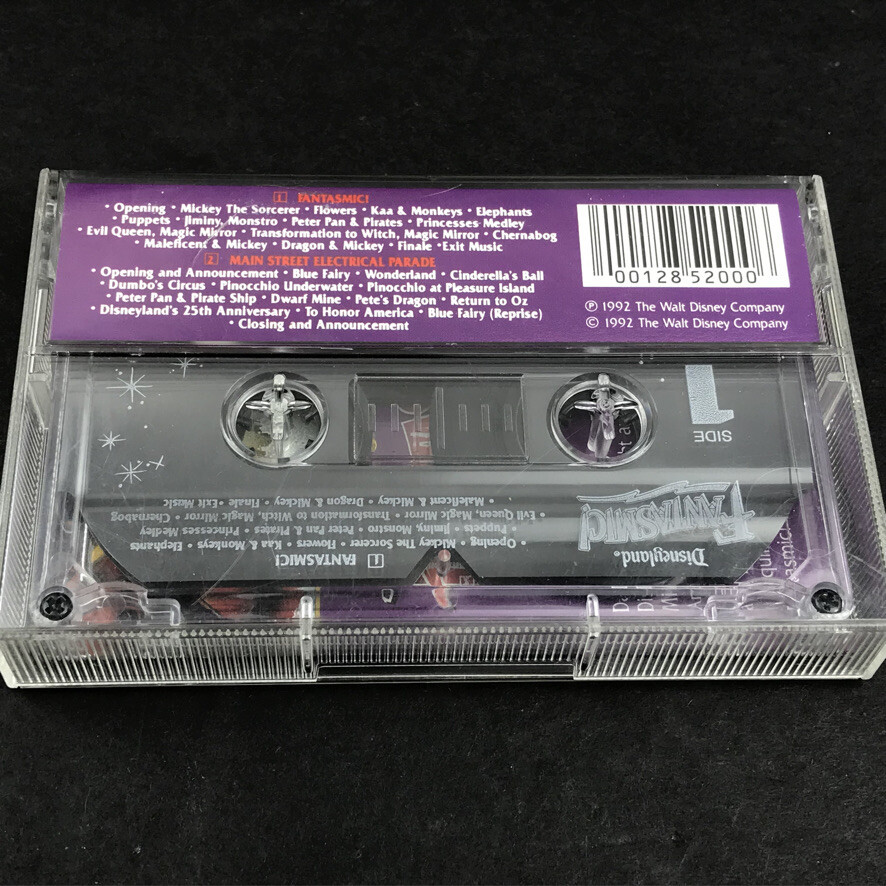 1 FANTASMIC!
• Opening • Mickey The Sorcerer • Flowers • Kaa & Monkeys • Elephants
• Puppets • Jiminy, Monstro • Peter Pan & Pirates • Princesses Medley
• Evil Queen, Magic Mirror • Transformation to Witch, Magic Mirror • Chernabog
• Maleficent & Mickey • Dragon & Mickey • Finale • Exit Music
2 MAIN STREET ELECTRICAL PARADE
• Opening and Announcement • Blue Fairy • Wonderland • Cinderella's Ball
• Dumbo's Circus • Pinocchio Underwater • Pinocchio at Pleasure Island
• Peter Pan & Pirate Ship • Dwarf Mine • Pete's Dragon • Return to Oz
• Disneyland's 25th Anniversary • To Honor America • Blue Fairy (Reprise)
• Closing and Announcement
00128 52000
℗ 1992 The Walt Disney Company
© 1992 The Walt Disney Company
Disneyland
FANTASMIC!
SIDE
1
1 FANTASMIC!
• Opening • Mickey The Sorcerer • Flowers • Kaa & Monkeys • Elephants
• Puppets • Jiminy, Monstro • Peter Pan & Pirates • Princesses Medley
• Evil Queen, Magic Mirror • Transformation to Witch, Magic Mirror • Chernabog
• Maleficent & Mickey • Dragon & Mickey • Finale • Exit Music